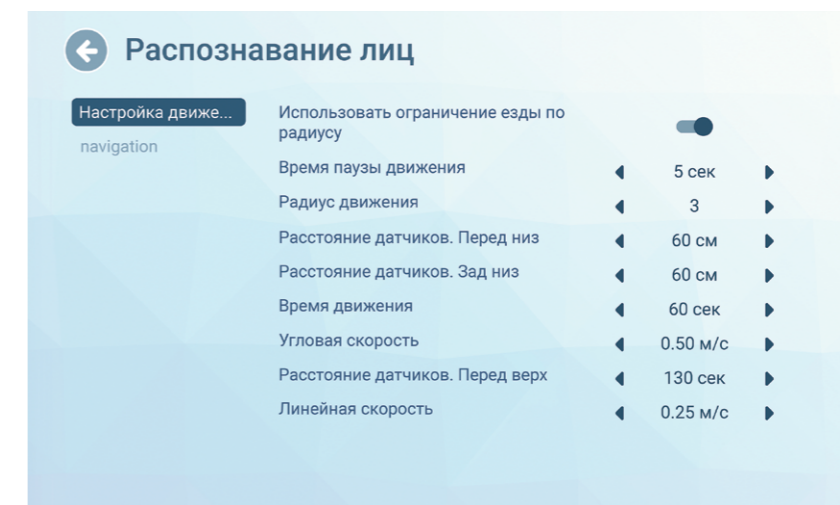 Распознавание лиц
Настройка движе...
navigation
Использовать ограничение езды по
радиусу
Время паузы движения 5 сек
Радиус движения 3
Расстояние датчиков. Перед низ 60 см
Расстояние датчиков. Зад низ 60 см
Время движения 60 сек
Угловая скорость 0.50 м/с
Расстояние датчиков. Перед верх 130 сек
Линейная скорость 0.25 м/с